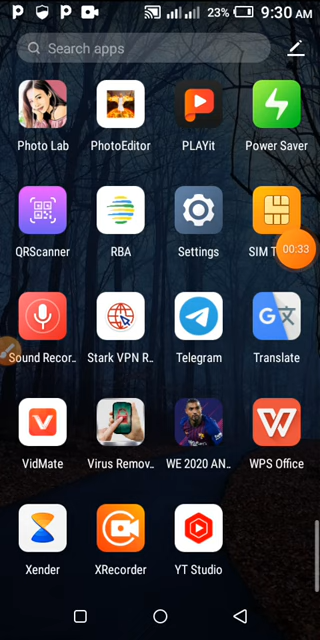 23% 9:30 AM
Search apps
Photo Lab PhotoEditor PLAYit Power Saver
QRScanner RBA Settings SIM T
00:33
Sound Recor.. Stark VPN R.. Telegram Translate
VidMate Virus Remov.. WE 2020 AN.. WPS Office
Xender XRecorder YT Studio